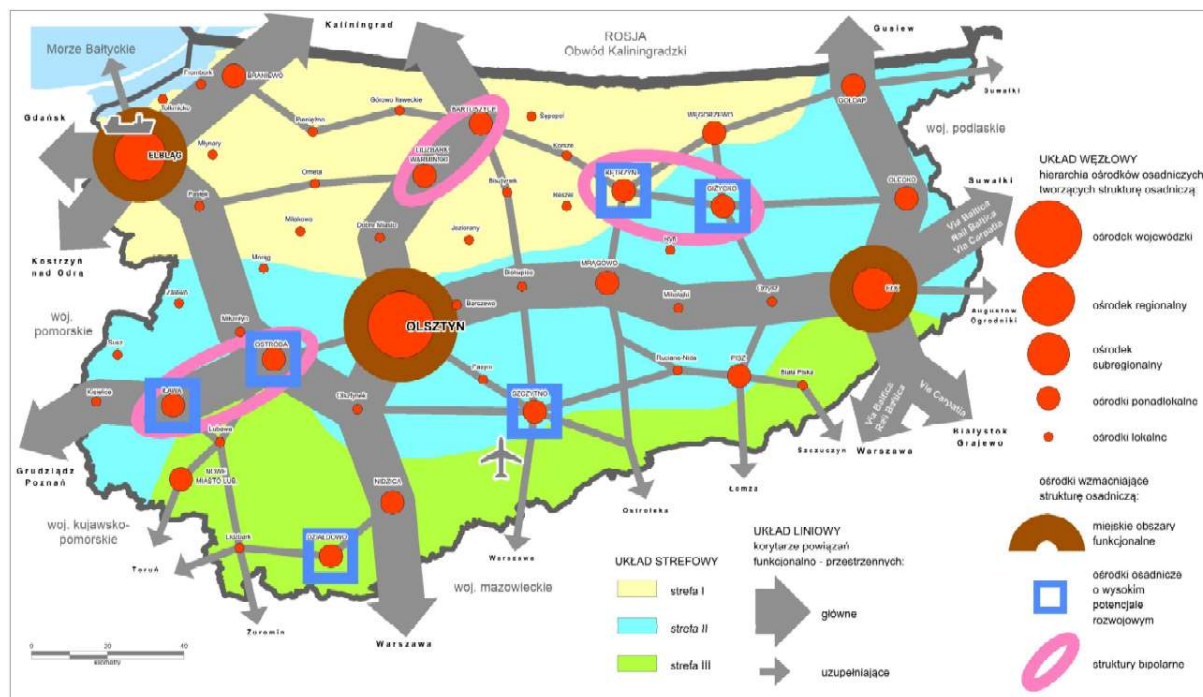 Kaliningrad
ROSJA
Obwód Kaliningradzki
Gusiew
Morze Bałtyckie
Frombork
BRANIEWO
Tolkmicko
Gdańsk
ELBLĄG
Młynary
Pieniężno
Górowo Iławeckie
BARTOSZYCE
Sępopol
LIDZBARK
WARMIŃSKI
Korsze
WĘGORZEWO
GOŁDAP
Suwałki
woj. podlaskie
Pasłęk
Orneta
Bisztynek
Reszel
KĘTRZYN
GIŻYCKO
OLECKO
Suwałki
Via Baltica
Rail Baltica
Via Carpatia
Miłakowo
Dobre Miasto
Jeziorany
Ryn
Kostrzyn
nad Odrą
Morąg
Biskupiec
MRĄGOWO
Mikołajki
Orzysz
EŁK
Augustów
Ogrodniki
woj.
pomorskie
Zalewo
Miłomłyn
Barczewo
OLSZTYN
Susz
OSTRÓDA
Pasym
Ruciane-Nida
PISZ
Biała Piska
Kisielice
IŁAWA
Olsztynek
SZCZYTNO
Via Baltica
Rail Baltica
Via Carpatia
Białystok
Grajewo
Lubawa
Grudziądz
Poznań
NOWE
MIASTO LUB.
NIDZICA
Szczuczyn
Warszawa
Łomża
Ostrołęka
woj. kujawsko-
pomorskie
Lidzbark
DZIAŁDOWO
Toruń
Warszawa
woj. mazowieckie
Żuromin
Warszawa
0 20 40
kilometry
UKŁAD STREFOWY
strefa I
strefa II
strefa III
UKŁAD LINIOWY
korytarze powiązań
funkcjonalno - przestrzennych:
główne
uzupełniające
UKŁAD WĘZŁOWY
hierarchia ośrodków osadniczych
tworzących strukturę osadniczą:
ośrodek wojewódzki
ośrodek regionalny
ośrodek
subregionalny
ośrodki ponadlokalne
ośrodki lokalne
ośrodki wzmacniające
strukturę osadniczą:
miejskie obszary
funkcjonalne
ośrodki osadnicze
o wysokim
potencjale
rozwojowym
struktury bipolarne